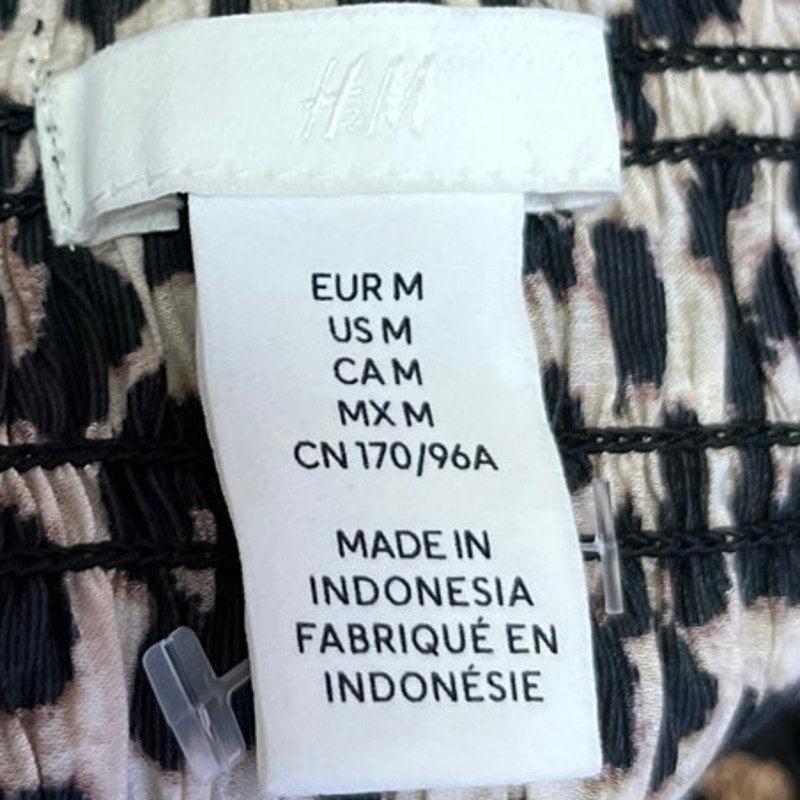 H&M
EUR M
US M
CA M
MX M
CN 170/96A
MADE IN
INDONESIA
FABRIQUÉ EN
INDONÉSIE